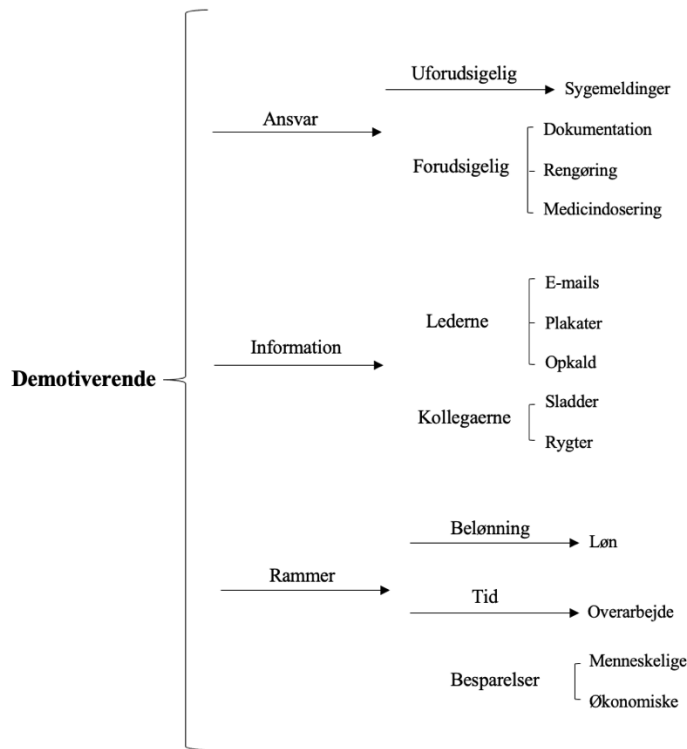 Uforudsigelig
Sygemeldinger
Ansvar
Dokumentation
Forudsigelig
Rengøring
Medicindosering
E-mails
Lederne
Plakater
Information
Opkald
Demotiverende
Sladder
Kollegaerne
Rygter
Belønning
Løn
Rammer
Tid
Overarbejde
Menneskelige
Besparelser
Økonomiske